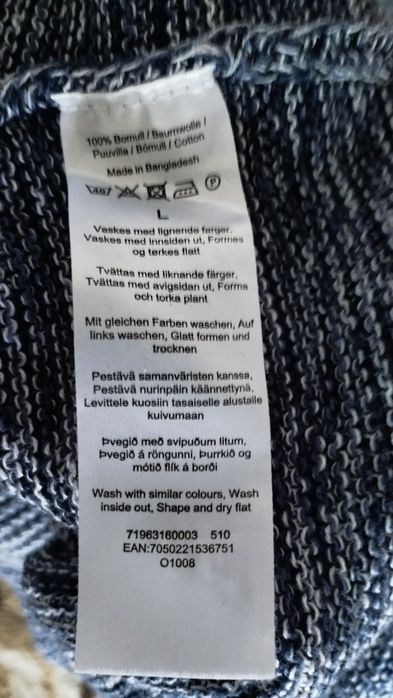 100% Bomull / Baumwolle /
Puuvilla / Bómull / Cotton
Made in Bangladesh
40 P
L
Vaskes med lignende farger.
Vaskes med innsiden ut, Formes
og tørkes flatt
Tvättas med liknande färger,
Tvättas med avigsidan ut, Forma
och torka plant
Mit gleichen Farben waschen, Auf
links waschen, Glatt formen und
trocknen
Pestävä samanväristen kanssa,
Pestävä nurinpäin käännettynä,
Levittele kuosiin tasaiselle alustalle
kuivumaan
Þvegið með svipuðum litum,
Þvegið á röngunni, Þurrkið og
mótið flík á borði
Wash with similar colours, Wash
inside out, Shape and dry flat
71963160003 510
EAN:7050221536751
O1008